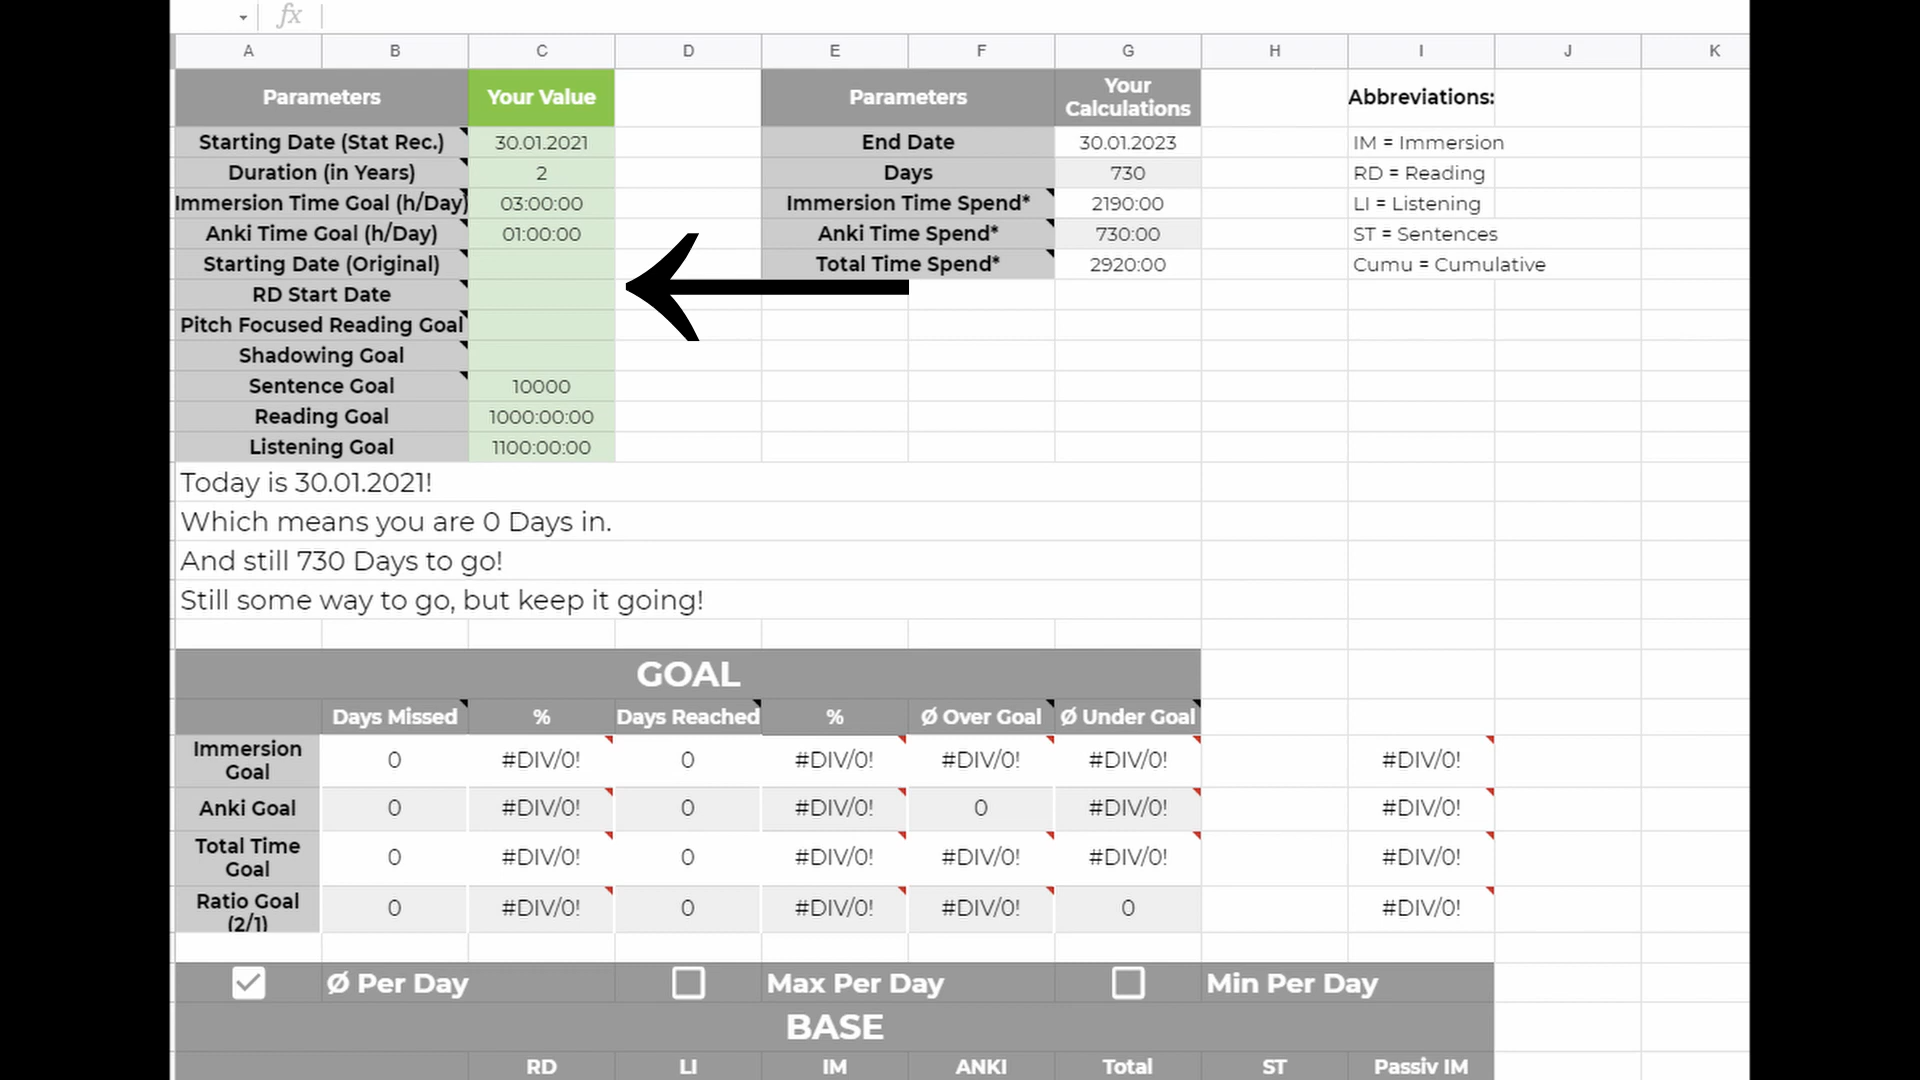 fx
A B C D E F G H I J K
Parameters Your Value Parameters Your Calculations Abbreviations:
Starting Date (Stat Rec.) 30.01.2021 End Date 30.01.2023 IM = Immersion
Duration (in Years) 2 Days 730 RD = Reading
Immersion Time Goal (h/Day) 03:00:00 Immersion Time Spend* 2190:00 LI = Listening
Anki Time Goal (h/Day) 01:00:00 Anki Time Spend* 730:00 ST = Sentences
Starting Date (Original) Total Time Spend* 2920:00 Cumu = Cumulative
RD Start Date
Pitch Focused Reading Goal
Shadowing Goal
Sentence Goal 10000
Reading Goal 1000:00:00
Listening Goal 1100:00:00
Today is 30.01.2021!
Which means you are 0 Days in.
And still 730 Days to go!
Still some way to go, but keep it going!
GOAL
Days Missed % Days Reached % Ø Over Goal Ø Under Goal
Immersion Goal 0 #DIV/0! 0 #DIV/0! #DIV/0! #DIV/0! #DIV/0!
Anki Goal 0 #DIV/0! 0 #DIV/0! 0 #DIV/0! #DIV/0!
Total Time Goal 0 #DIV/0! 0 #DIV/0! #DIV/0! #DIV/0! #DIV/0!
Ratio Goal (2/1) 0 #DIV/0! 0 #DIV/0! #DIV/0! 0 #DIV/0!
Ø Per Day Max Per Day Min Per Day
BASE
RD LI IM ANKI Total ST Passiv IM